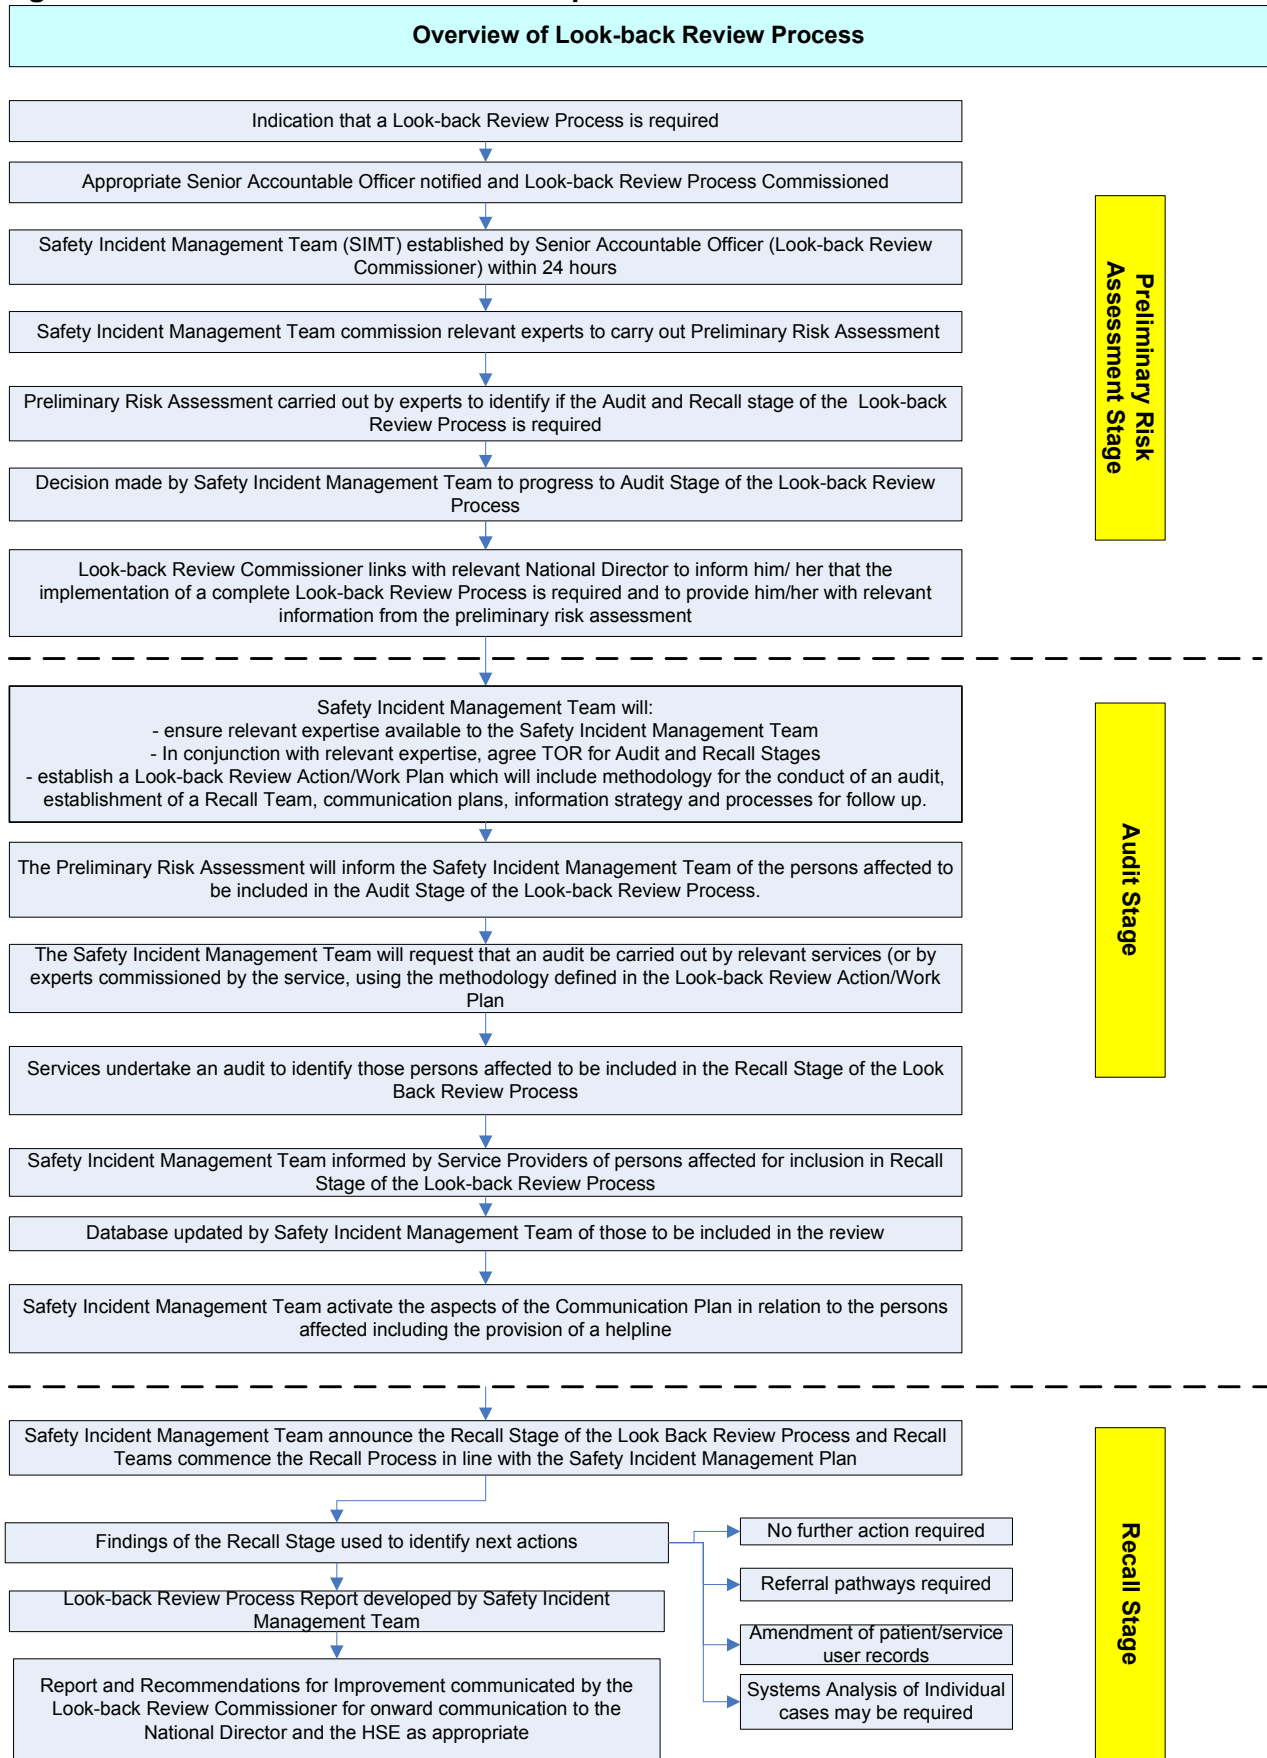 Overview of Look-back Review Process
Indication that a Look-back Review Process is required
Appropriate Senior Accountable Officer notified and Look-back Review Process Commissioned
Safety Incident Management Team (SIMT) established by Senior Accountable Officer (Look-back Review
Commissioner) within 24 hours
Safety Incident Management Team commission relevant experts to carry out Preliminary Risk Assessment
Preliminary Risk Assessment carried out by experts to identify if the Audit and Recall stage of the Look-back
Review Process is required
Decision made by Safety Incident Management Team to progress to Audit Stage of the Look-back Review
Process
Look-back Review Commissioner links with relevant National Director to inform him/ her that the
implementation of a complete Look-back Review Process is required and to provide him/her with relevant
information from the preliminary risk assessment
Preliminary Risk
Assessment Stage
Safety Incident Management Team will:
- ensure relevant expertise available to the Safety Incident Management Team
- In conjunction with relevant expertise, agree TOR for Audit and Recall Stages
- establish a Look-back Review Action/Work Plan which will include methodology for the conduct of an audit,
establishment of a Recall Team, communication plans, information strategy and processes for follow up.
The Preliminary Risk Assessment will inform the Safety Incident Management Team of the persons affected to
be included in the Audit Stage of the Look-back Review Process.
The Safety Incident Management Team will request that an audit be carried out by relevant services (or by
experts commissioned by the service, using the methodology defined in the Look-back Review Action/Work
Plan
Services undertake an audit to identify those persons affected to be included in the Recall Stage of the Look
Back Review Process
Safety Incident Management Team informed by Service Providers of persons affected for inclusion in Recall
Stage of the Look-back Review Process
Database updated by Safety Incident Management Team of those to be included in the review
Safety Incident Management Team activate the aspects of the Communication Plan in relation to the persons
affected including the provision of a helpline
Audit Stage
Safety Incident Management Team announce the Recall Stage of the Look Back Review Process and Recall
Teams commence the Recall Process in line with the Safety Incident Management Plan
Findings of the Recall Stage used to identify next actions
No further action required
Referral pathways required
Amendment of patient/service
user records
Systems Analysis of Individual
cases may be required
Look-back Review Process Report developed by Safety Incident
Management Team
Report and Recommendations for Improvement communicated by the
Look-back Review Commissioner for onward communication to the
National Director and the HSE as appropriate
Recall Stage